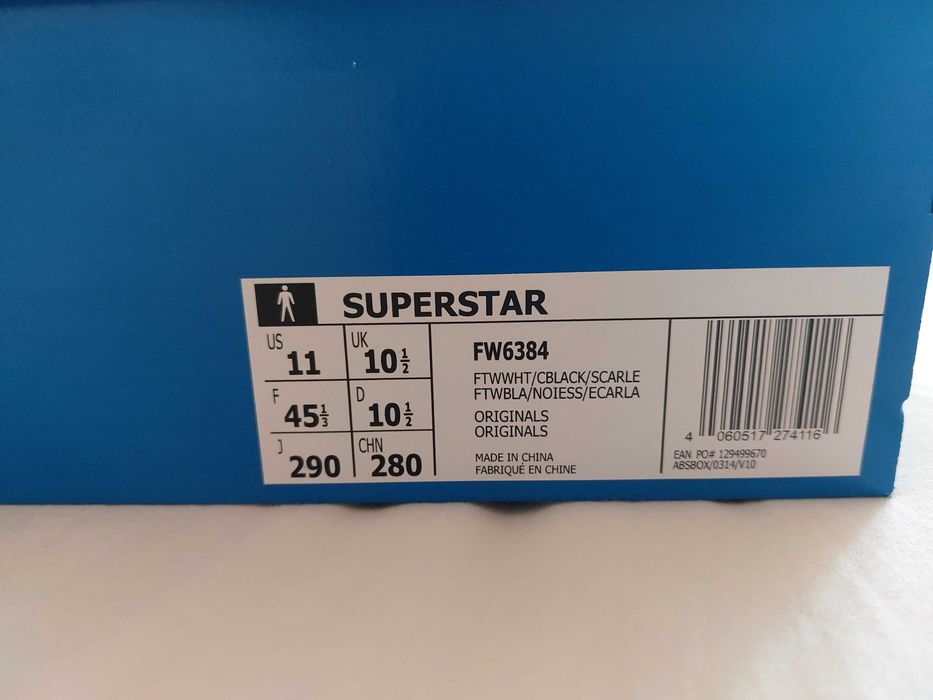 SUPERSTAR
US 11 UK 10½
F 45⅓ D 10½
J 290 CHN 280
FW6384
FTWWHT/CBLACK/SCARLE
FTWBLA/NOIESS/ECARLA
ORIGINALS
ORIGINALS
MADE IN CHINA
FABRIQUÉ EN CHINE
4 060517 274116
EAN PO# 129499670
ABSBOX/0314/V10